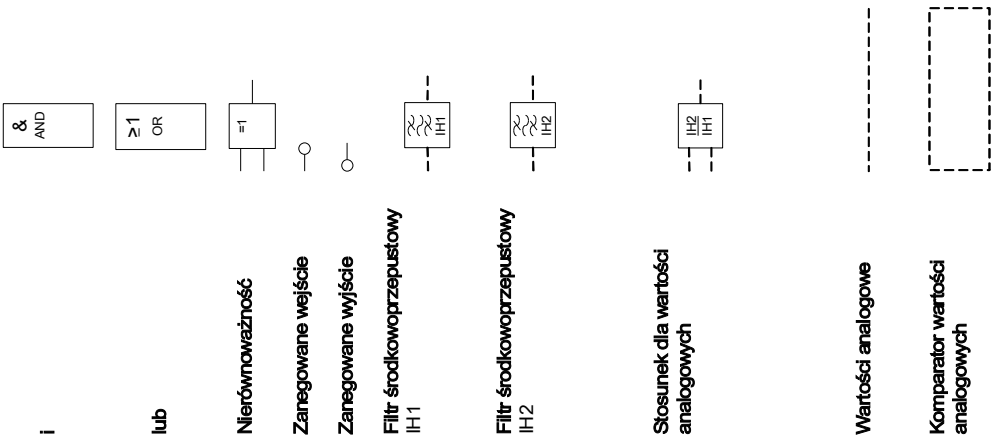 i
&
AND
lub
≥1
OR
Nierównoważność
=1
Zanegowane wejście
Zanegowane wyjście
Filtr środkowoprzepustowy
IH1
IH1
Filtr środkowoprzepustowy
IH2
IH2
Stosunek dla wartości
analogowych
IH2
IH1
Wartości analogowe
Komparator wartości
analogowych